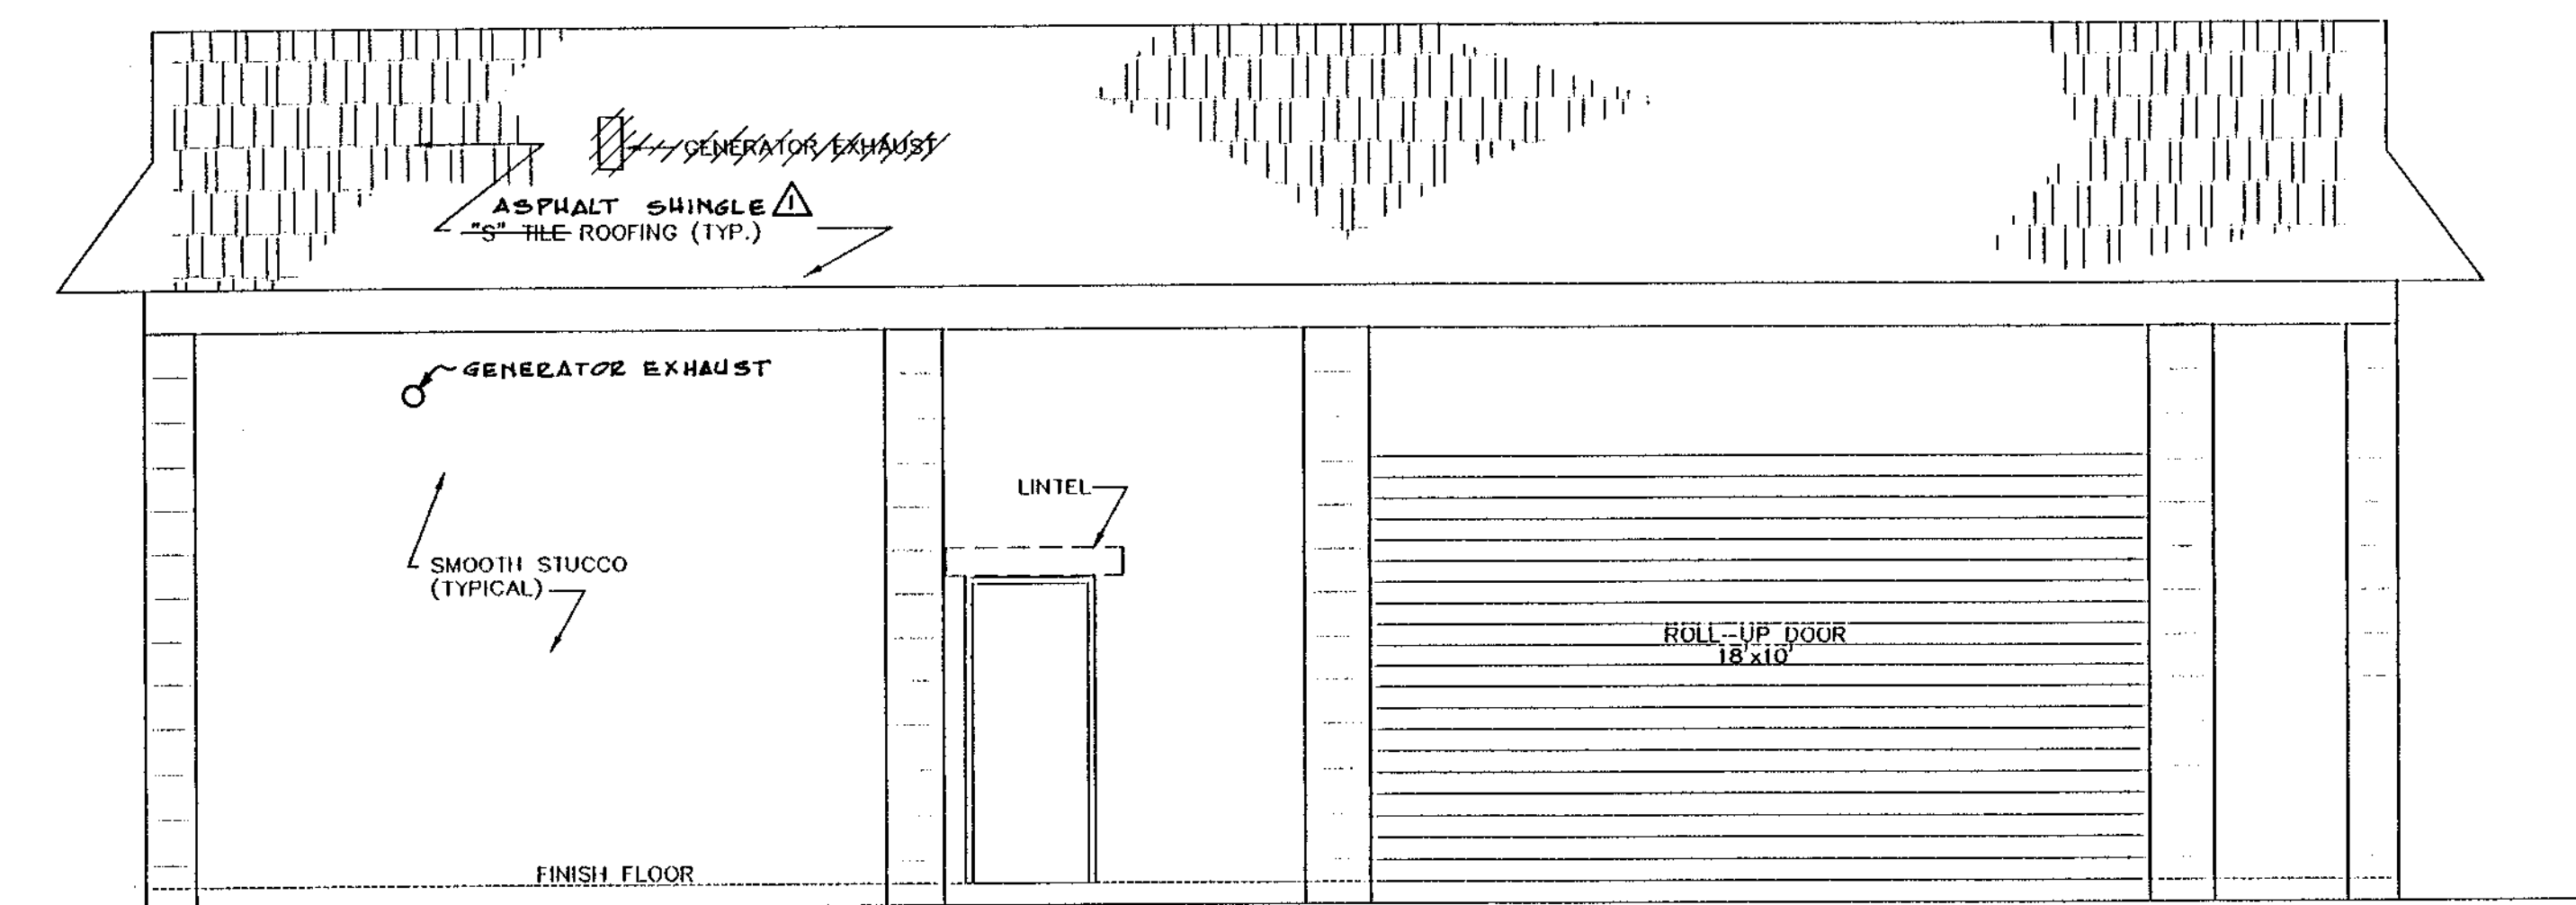 GENERATOR EXHAUST
ASPHALT SHINGLE 1
"S" TILE ROOFING (TYP.)
GENERATOR EXHAUST
LINTEL
SMOOTH STUCCO
(TYPICAL)
ROLL-UP DOOR
18'x10'
FINISH FLOOR